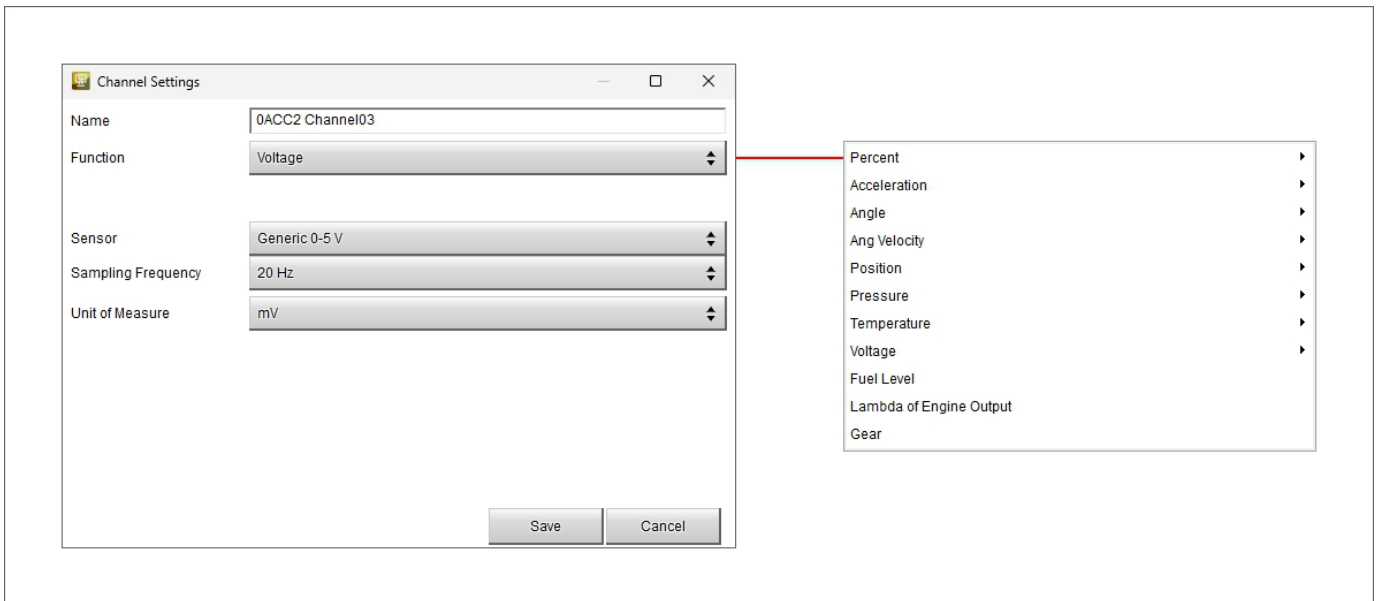 Channel Settings
Name
0ACC2 Channel03
Function
Voltage
Sensor
Generic 0-5 V
Sampling Frequency
20 Hz
Unit of Measure
mV
Save
Cancel
Percent
Acceleration
Angle
Ang Velocity
Position
Pressure
Temperature
Voltage
Fuel Level
Lambda of Engine Output
Gear